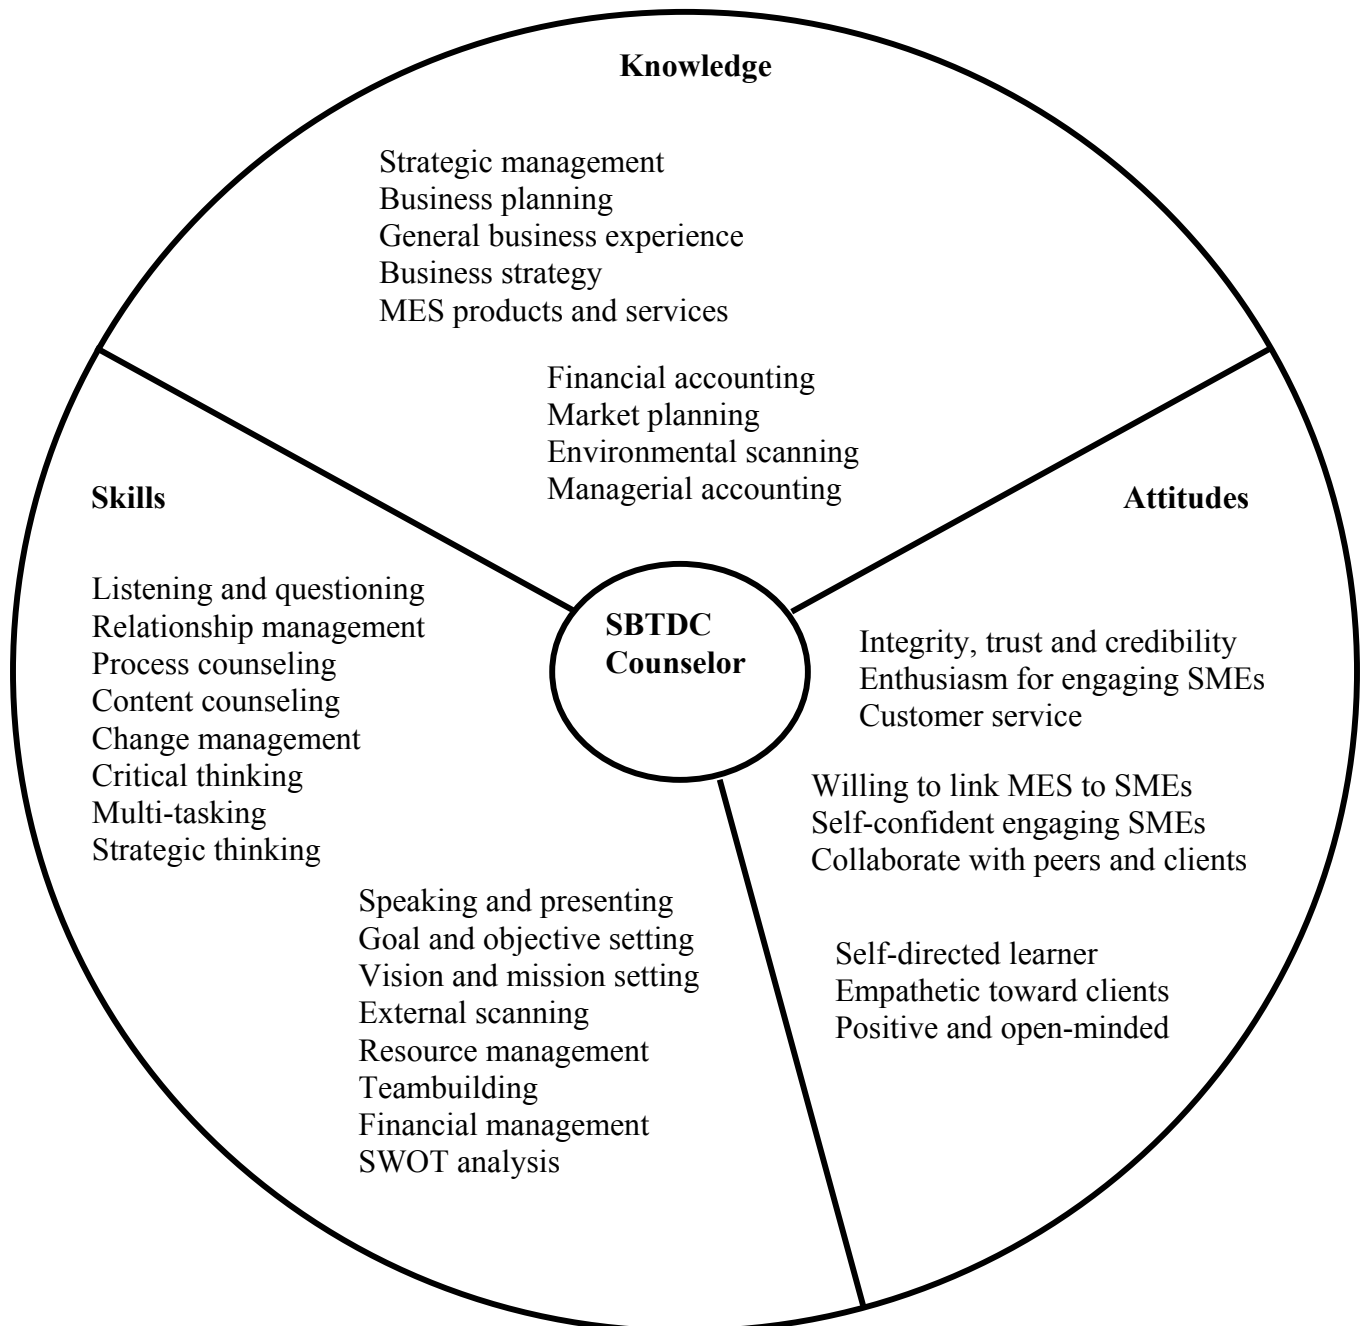 Knowledge
Strategic management
Business planning
General business experience
Business strategy
MES products and services
Financial accounting
Market planning
Environmental scanning
Managerial accounting
Skills
Listening and questioning
Relationship management
Process counseling
Content counseling
Change management
Critical thinking
Multi-tasking
Strategic thinking
Speaking and presenting
Goal and objective setting
Vision and mission setting
External scanning
Resource management
Teambuilding
Financial management
SWOT analysis
SBTDC
Counselor
Attitudes
Integrity, trust and credibility
Enthusiasm for engaging SMEs
Customer service
Willing to link MES to SMEs
Self-confident engaging SMEs
Collaborate with peers and clients
Self-directed learner
Empathetic toward clients
Positive and open-minded